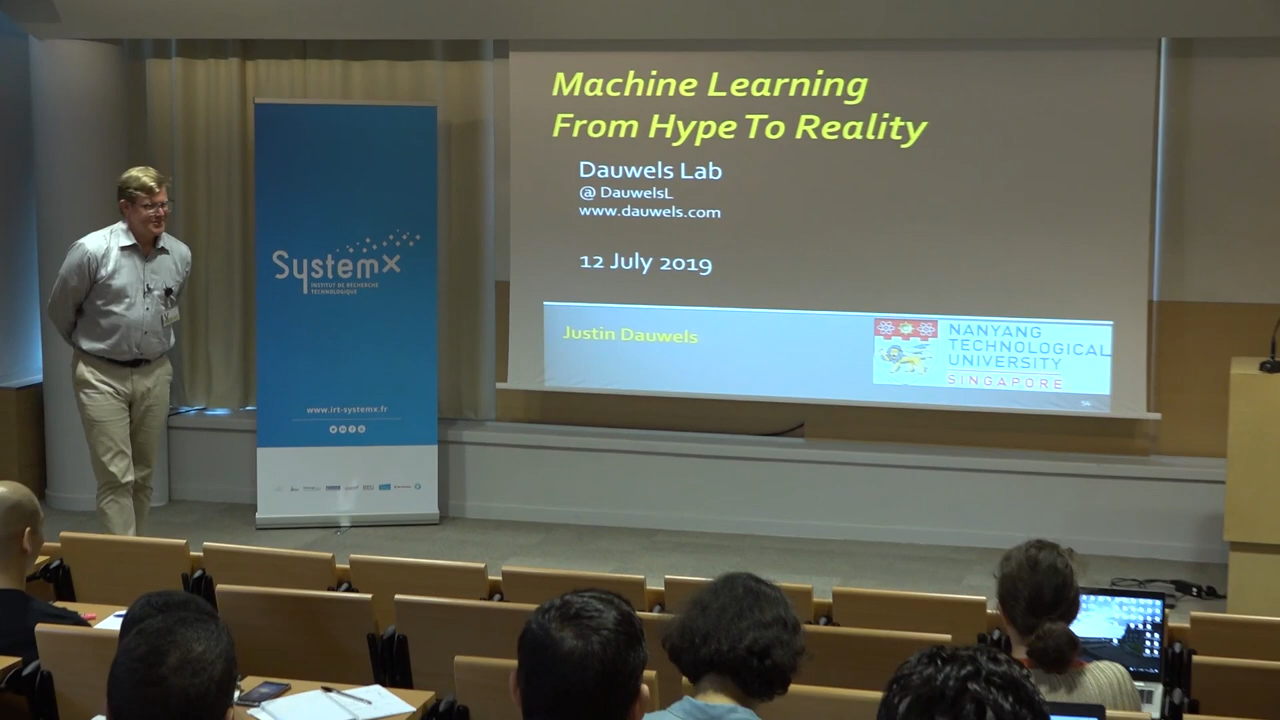 Machine Learning
From Hype To Reality
Dauwels Lab
@ DauwelsL
www.dauwels.com
12 July 2019
Justin Dauwels
NANYANG
TECHNOLOGICAL
UNIVERSITY
SINGAPORE
54
Systemx
INSTITUT DE RECHERCHE
TECHNOLOGIQUE
www.irt-systemx.fr